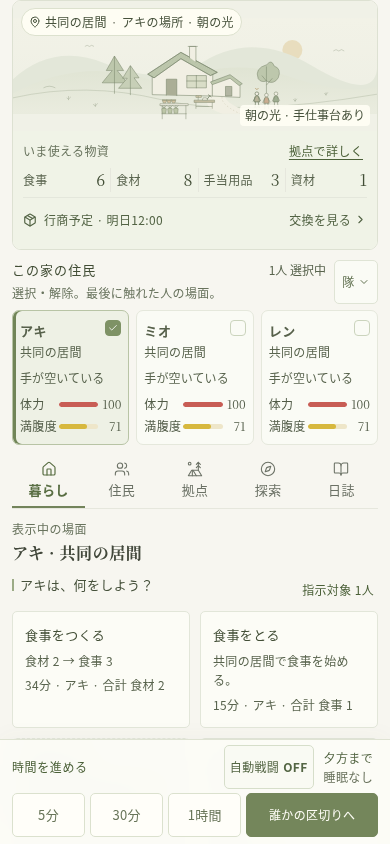 共同の居間 · アキの場所 · 朝の光
朝の光 · 手仕事台あり
いま使える物資 拠点で詳しく
食事 6 食材 8 手当用品 3 資材 1
行商予定 · 明日12:00 交換を見る
この家の住民 1人 選択中 隊
選択・解除。最後に触れた人の場面。
アキ ミオ レン
共同の居間 共同の居間 共同の居間
手が空いている 手が空いている 手が空いている
体力 100 体力 100 体力 100
満腹度 71 満腹度 71 満腹度 71
暮らし 住民 拠点 探索 日誌
表示中の場面
アキ · 共同の居間
アキは、何をしよう？ 指示対象 1人
食事をつくる
食材 2 → 食事 3
34分 · アキ · 合計 食材 2
食事をとる
共同の居間で食事を始め
る。
15分 · アキ · 合計 食事 1
時間を進める 自動戦闘 OFF 夕方まで
睡眠なし
5分 30分 1時間 誰かの区切りへ